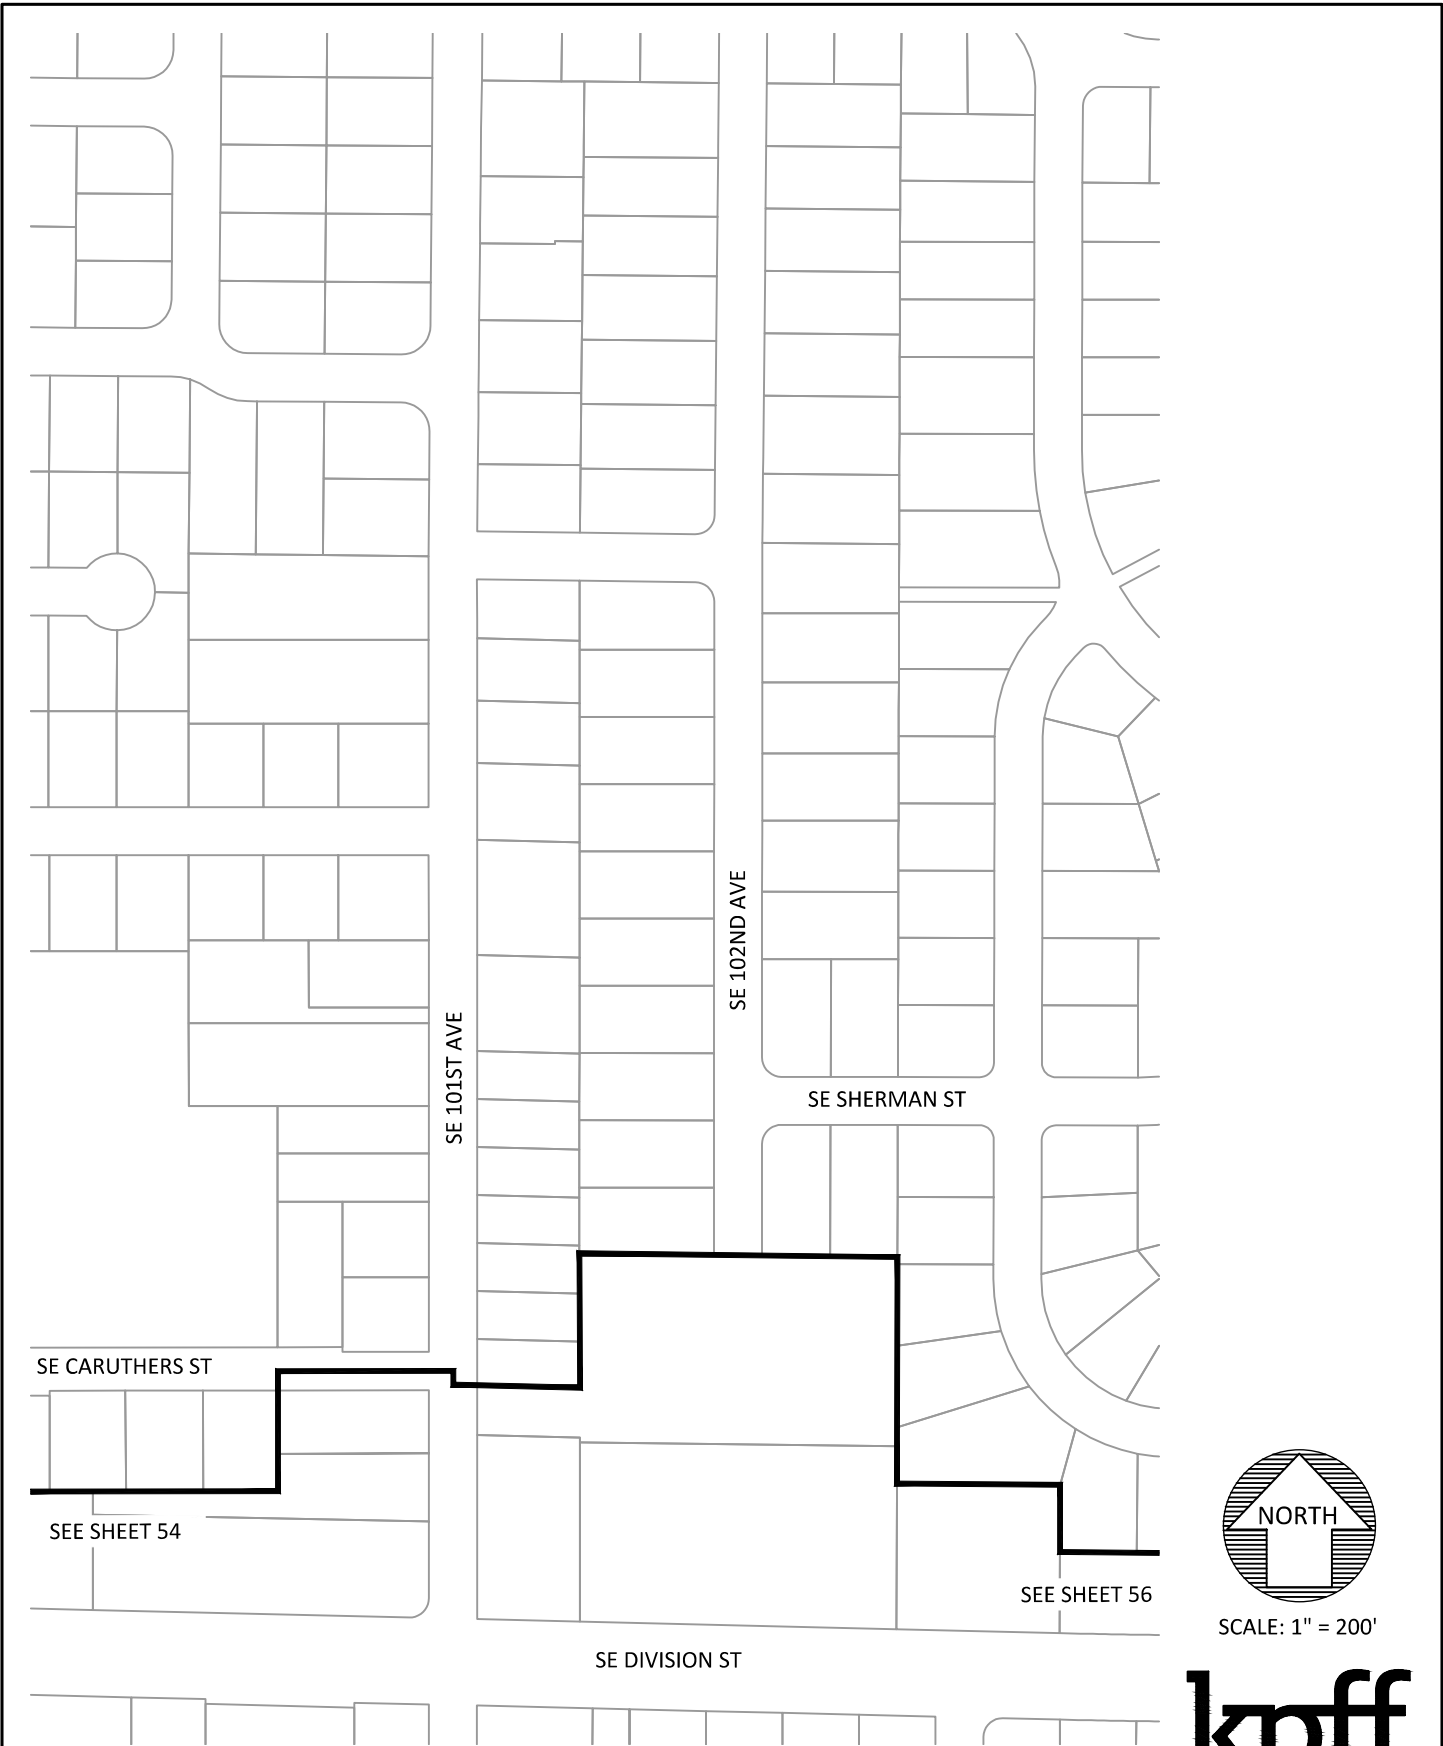 SE 102ND AVE
SE 101ST AVE
SE SHERMAN ST
SE CARUTHERS ST
SEE SHEET 54
NORTH
SEE SHEET 56
SCALE: 1" = 200'
SE DIVISION ST
kpff